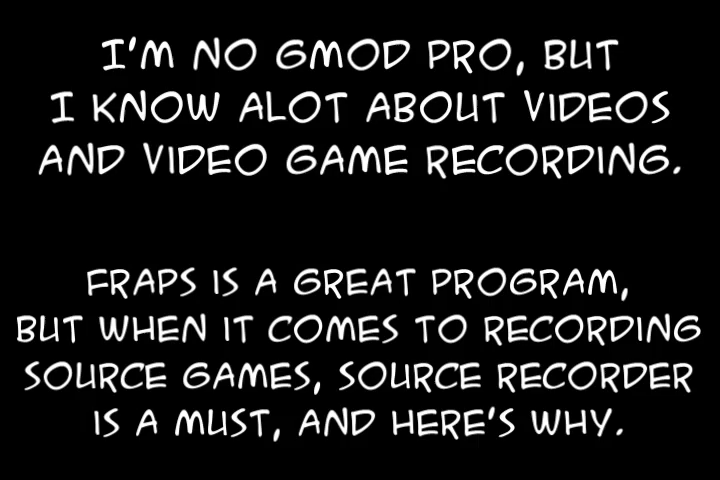 I'M NO GMOD PRO, BUT
I KNOW ALOT ABOUT VIDEOS
AND VIDEO GAME RECORDING.
FRAPS IS A GREAT PROGRAM,
BUT WHEN IT COMES TO RECORDING
SOURCE GAMES, SOURCE RECORDER
IS A MUST, AND HERE'S WHY.